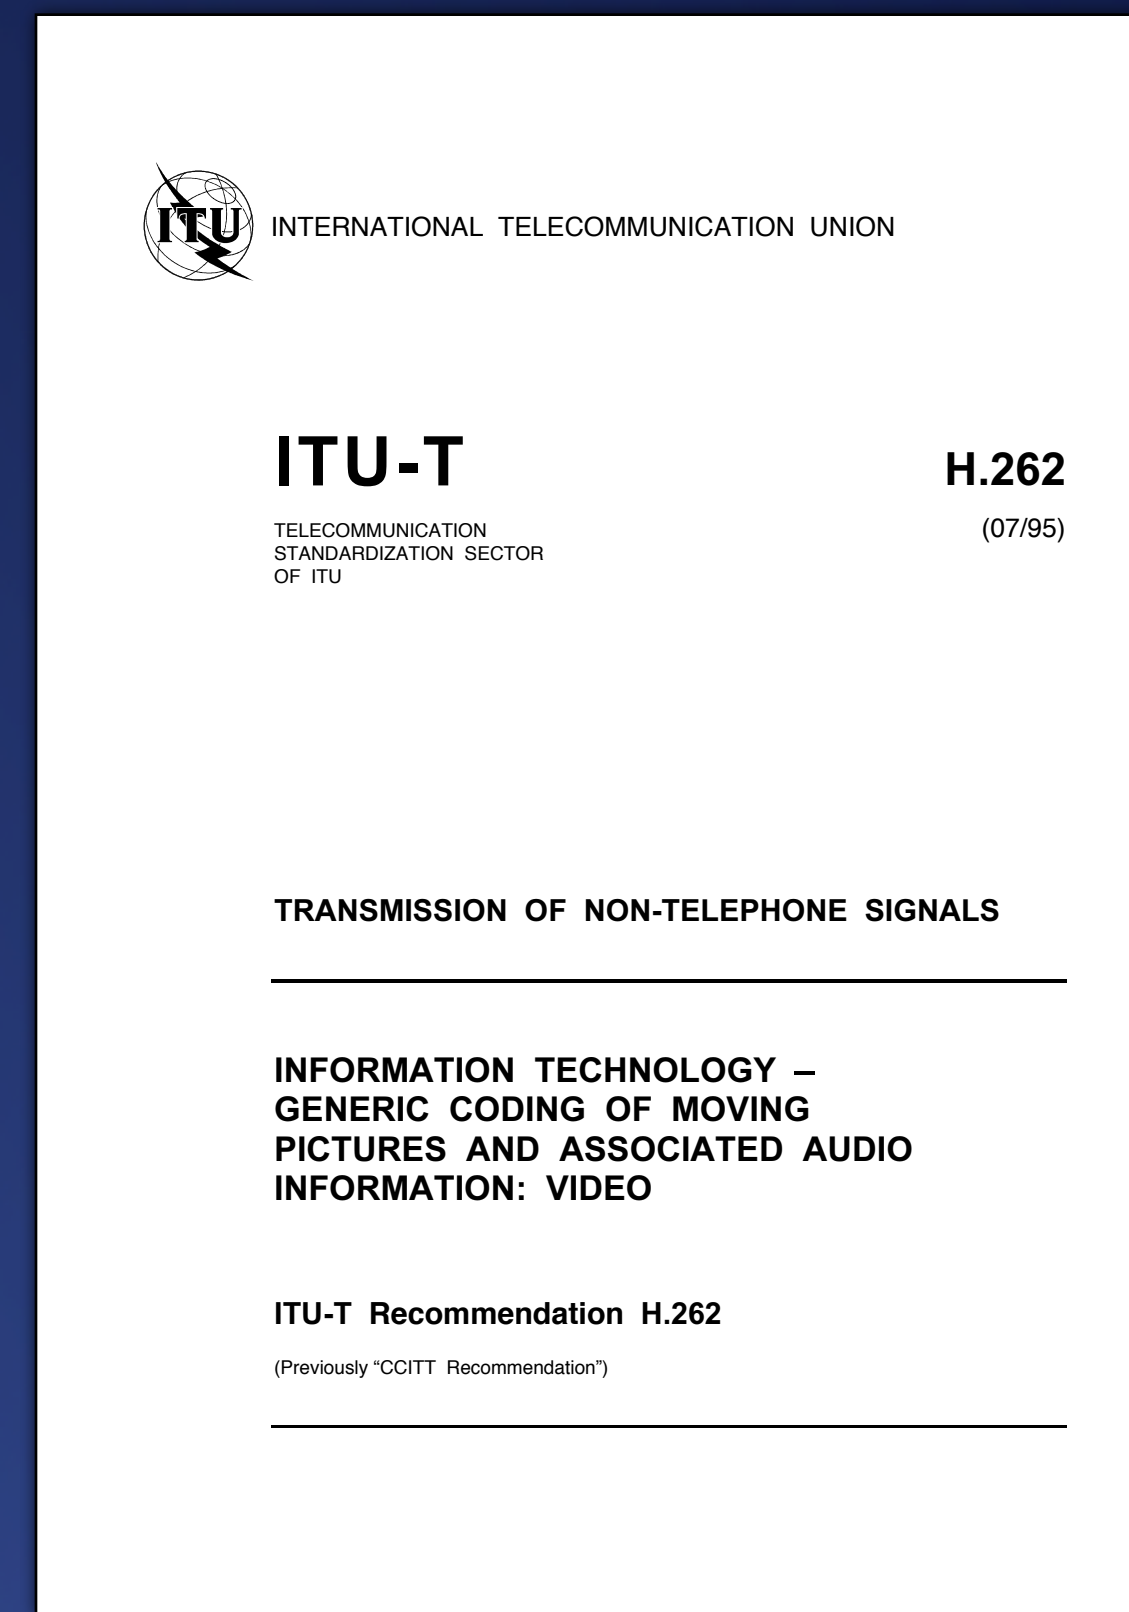 ITU
INTERNATIONAL TELECOMMUNICATION UNION
ITU-T
H.262
TELECOMMUNICATION
STANDARDIZATION SECTOR
OF ITU
(07/95)
TRANSMISSION OF NON-TELEPHONE SIGNALS
INFORMATION TECHNOLOGY –
GENERIC CODING OF MOVING
PICTURES AND ASSOCIATED AUDIO
INFORMATION: VIDEO
ITU-T Recommendation H.262
(Previously “CCITT Recommendation”)